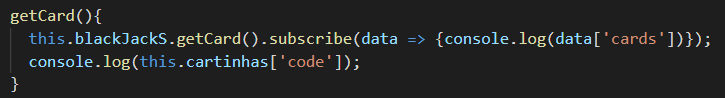 getCard(){
  this.blackJackS.getCard().subscribe(data => {console.log(data['cards'])});
  console.log(this.cartinhas['code']);
}